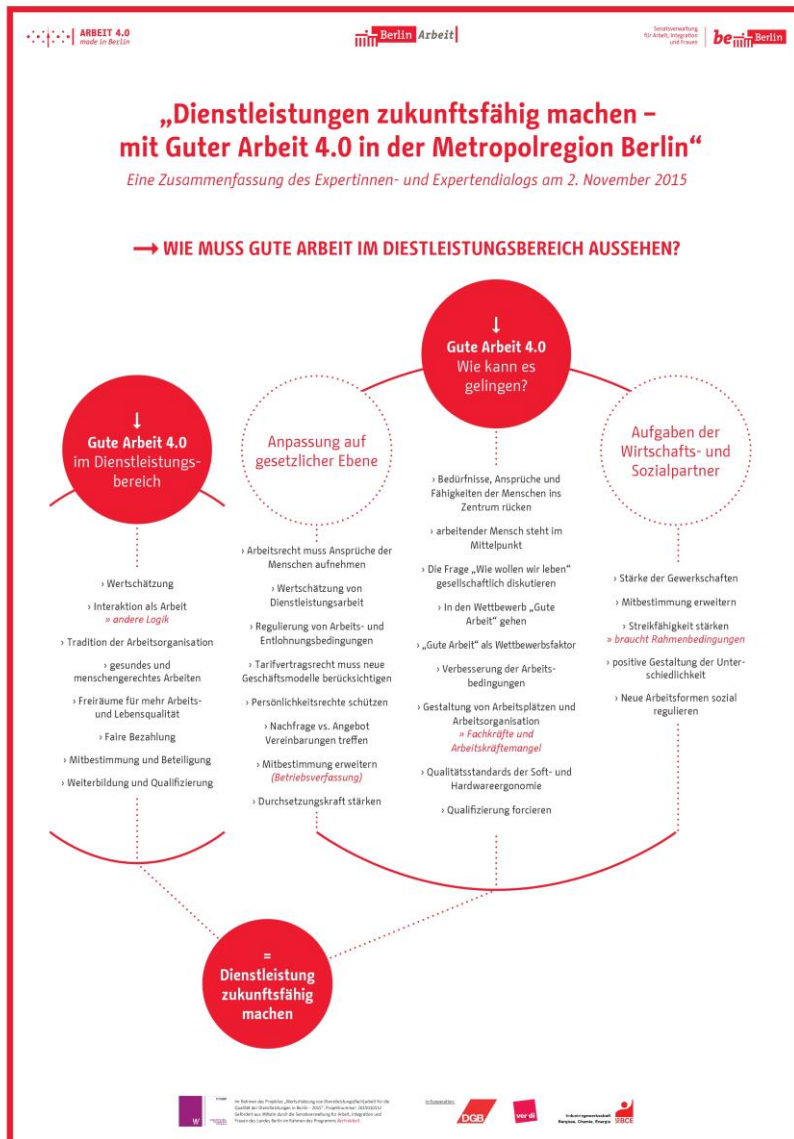 ARBEIT 4.0
made in Berlin
Berlin Arbeit
Senatsverwaltung
für Arbeit, Integration
und Frauen
be Berlin
„Dienstleistungen zukunftsfähig machen –
mit Guter Arbeit 4.0 in der Metropolregion Berlin“
Eine Zusammenfassung des Expertinnen- und Expertendialogs am 2. November 2015
→ WIE MUSS GUTE ARBEIT IM DIESTLEISTUNGSBEREICH AUSSEHEN?
↓
Gute Arbeit 4.0
im Dienstleistungs-
bereich
› Wertschätzung
› Interaktion als Arbeit
» andere Logik
› Tradition der Arbeitsorganisation
› gesundes und
menschengerechtes Arbeiten
› Freiräume für mehr Arbeits-
und Lebensqualität
› Faire Bezahlung
› Mitbestimmung und Beteiligung
› Weiterbildung und Qualifizierung
↓
Gute Arbeit 4.0
Wie kann es
gelingen?
Anpassung auf
gesetzlicher Ebene
› Arbeitsrecht muss Ansprüche der
Menschen aufnehmen
› Wertschätzung von
Dienstleistungsarbeit
› Regulierung von Arbeits- und
Entlohnungsbedingungen
› Tarifvertragsrecht muss neue
Geschäftsmodelle berücksichtigen
› Persönlichkeitsrechte schützen
› Nachfrage vs. Angebot
Vereinbarungen treffen
› Mitbestimmung erweitern
(Betriebsverfassung)
› Durchsetzungskraft stärken
› Bedürfnisse, Ansprüche und
Fähigkeiten der Menschen ins
Zentrum rücken
› arbeitender Mensch steht im
Mittelpunkt
› Die Frage „Wie wollen wir leben“
gesellschaftlich diskutieren
› In den Wettbewerb „Gute
Arbeit“ gehen
› „Gute Arbeit“ als Wettbewerbsfaktor
› Verbesserung der Arbeits-
bedingungen
› Gestaltung von Arbeitsplätzen und
Arbeitsorganisation
» Fachkräfte und
Arbeitskräftemangel
› Qualitätsstandards der Soft- und
Hardwareergonomie
› Qualifizierung forcieren
Aufgaben der
Wirtschafts- und
Sozialpartner
› Stärke der Gewerkschaften
› Mitbestimmung erweitern
› Streikfähigkeit stärken
» braucht Rahmenbedingungen
› positive Gestaltung der Unter-
schiedlichkeit
› Neue Arbeitsformen sozial
regulieren
=
Dienstleistung
zukunftsfähig
machen
W
DGB
ver di
Industriegewerkschaft
Bergbau, Chemie, Energie
IGBCE